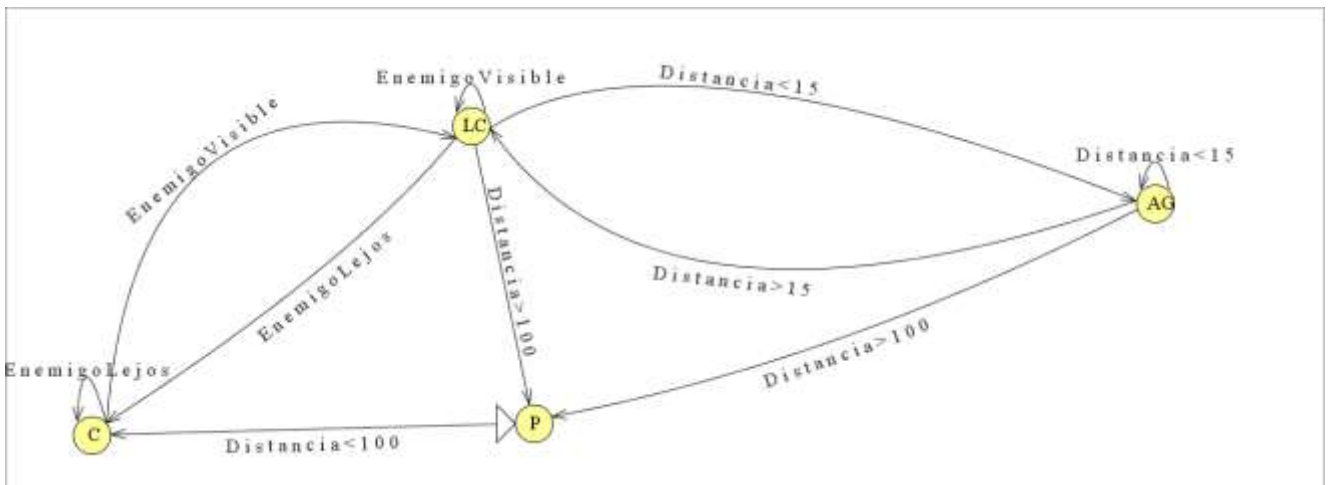 EnemigoVisible
Distancia<15
LC
EnemigoVisible
Distancia<15
AG
Distancia>100
EnemigoLejos
Distancia>15
Distancia>100
EnemigoLejos
C
P
Distancia<100